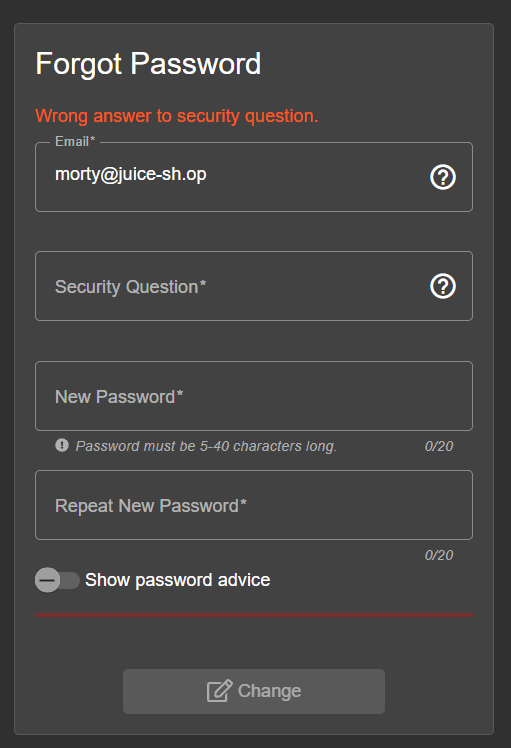 Forgot Password
Wrong answer to security question.
Email*
morty@juice-sh.op
Security Question*
New Password*
Password must be 5-40 characters long. 0/20
Repeat New Password*
0/20
Show password advice
Change